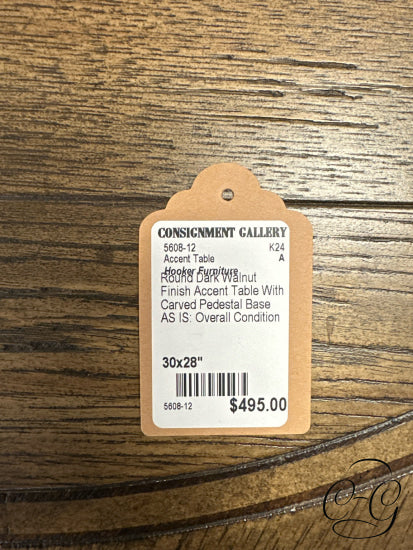 CONSIGNMENT GALLERY
5608-12 K24
Accent Table A
Hooker Furniture
Round Dark Walnut
Finish Accent Table With
Carved Pedestal Base
AS IS: Overall Condition
30x28"
5608-12 $495.00
C-G